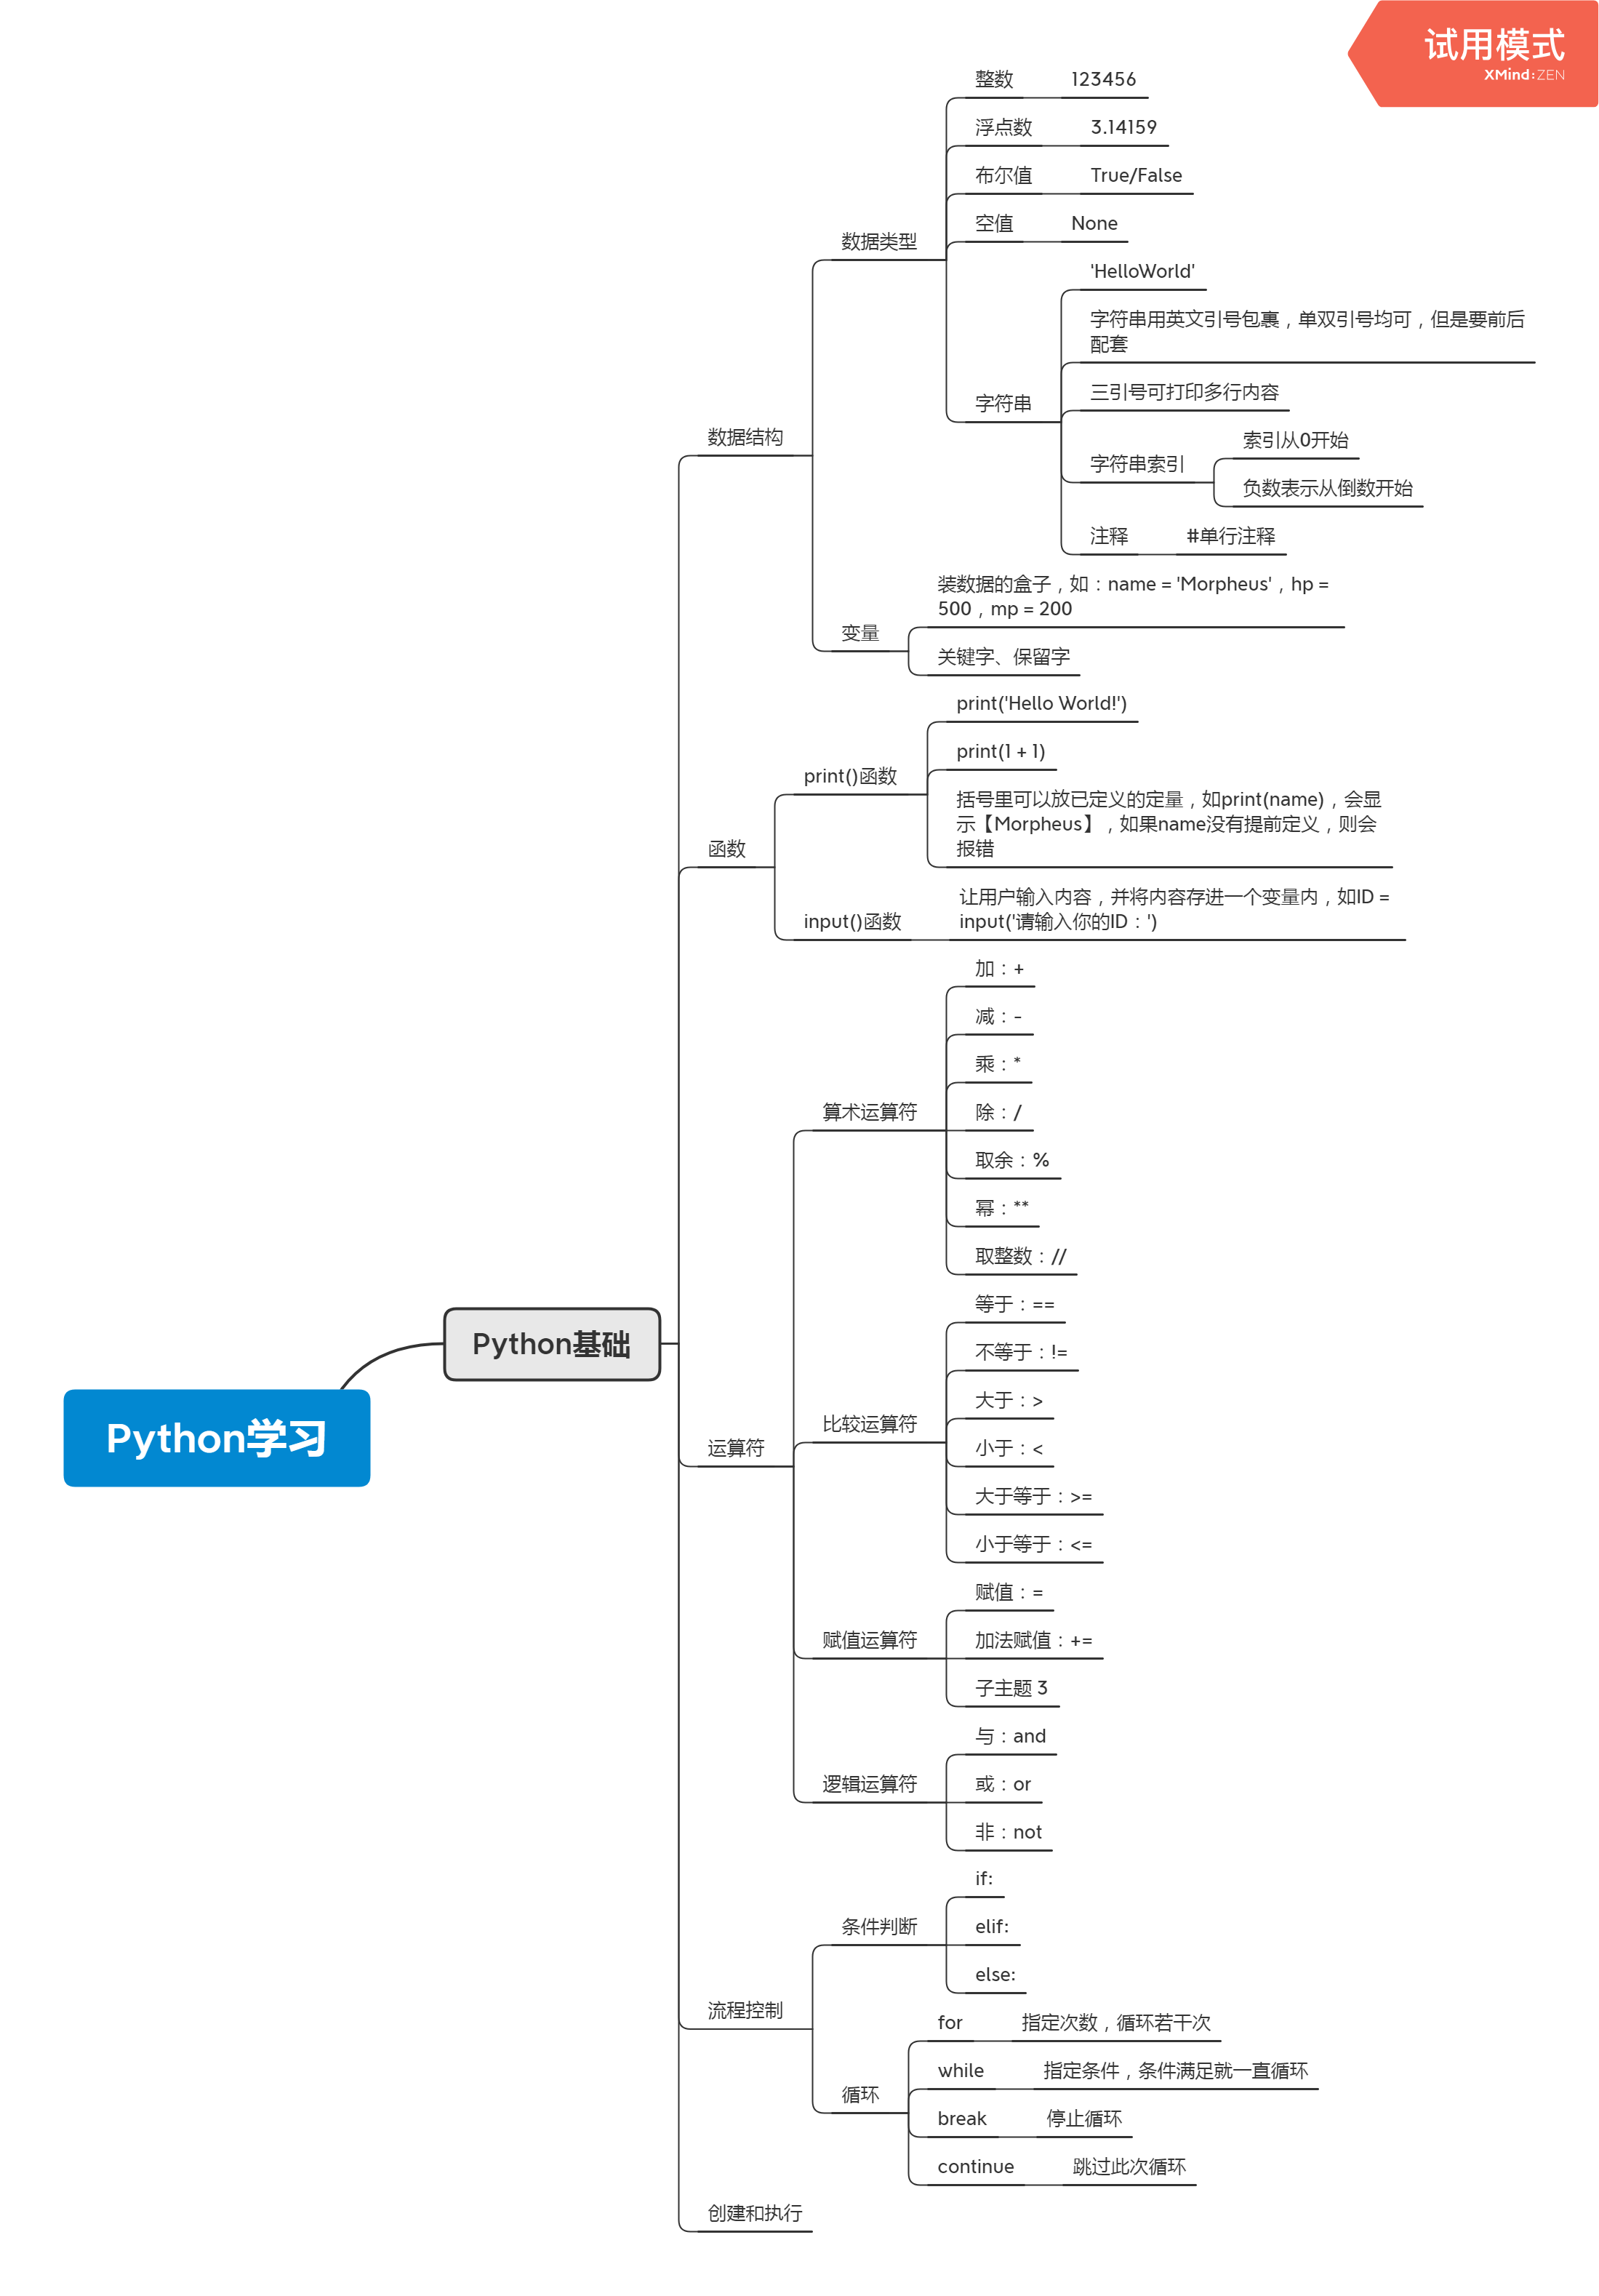 试用模式
XMind:ZEN
整数
123456
浮点数
3.14159
布尔值
True/False
空值
None
数据类型
'HelloWorld'
字符串用英文引号包裹，单双引号均可，但是要前后
配套
三引号可打印多行内容
字符串
索引从0开始
字符串索引
负数表示从倒数开始
注释
#单行注释
数据结构
装数据的盒子，如：name = 'Morpheus'，hp =
500，mp = 200
变量
关键字、保留字
print('Hello World!')
print(1 + 1)
print()函数
括号里可以放已定义的定量，如print(name)，会显
示【Morpheus】，如果name没有提前定义，则会
报错
函数
input()函数
让用户输入内容，并将内容存进一个变量内，如ID =
input('请输入你的ID：')
加：+
减：-
乘：*
算术运算符
除：/
取余：%
幂：**
取整数：//
等于：==
不等于：!=
大于：>
比较运算符
小于：<
大于等于：>=
小于等于：<=
Python基础
Python学习
运算符
赋值：=
赋值运算符
加法赋值：+=
子主题 3
与：and
逻辑运算符
或：or
非：not
if:
条件判断
elif:
else:
流程控制
for
指定次数，循环若干次
while
指定条件，条件满足就一直循环
循环
break
停止循环
continue
跳过此次循环
创建和执行